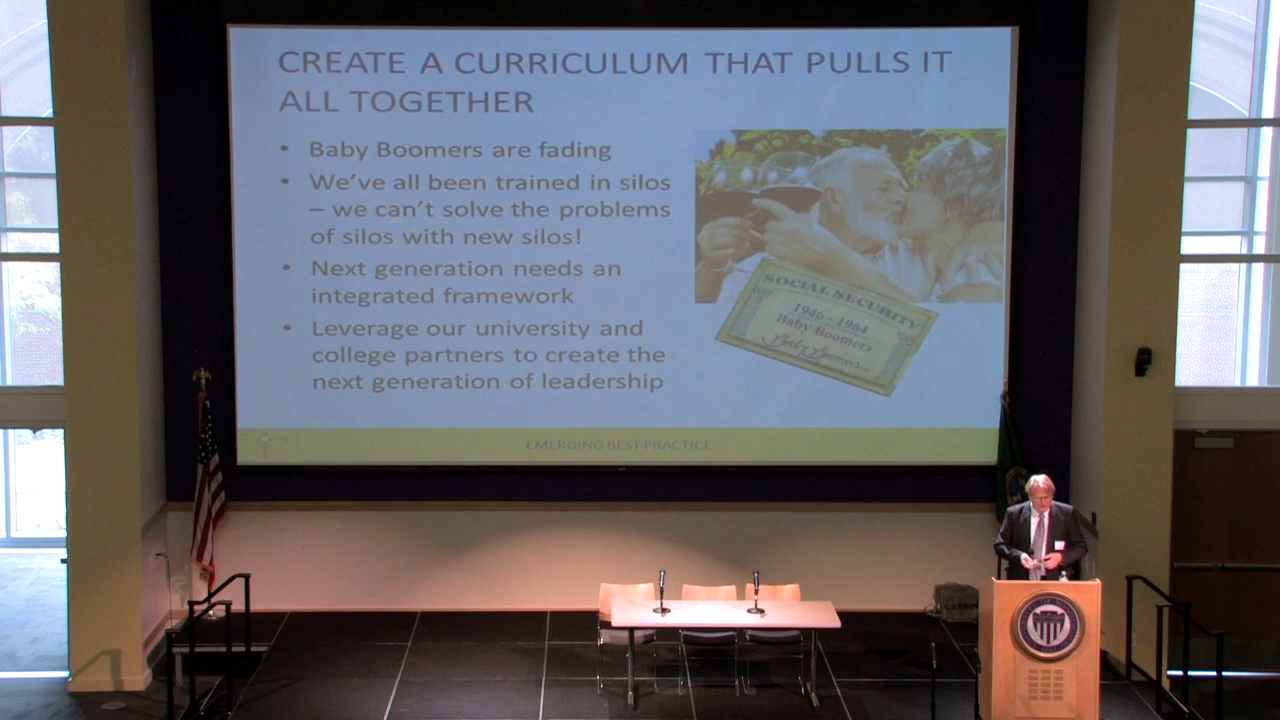 CREATE A CURRICULUM THAT PULLS IT
ALL TOGETHER
• Baby Boomers are fading
• We've all been trained in silos
– we can't solve the problems
of silos with new silos!
• Next generation needs an
integrated framework
• Leverage our university and
college partners to create the
next generation of leadership
SOCIAL SECURITY
1946 - 1964
Baby Boomers
Baby Boomers
EMERGING BEST PRACTICE